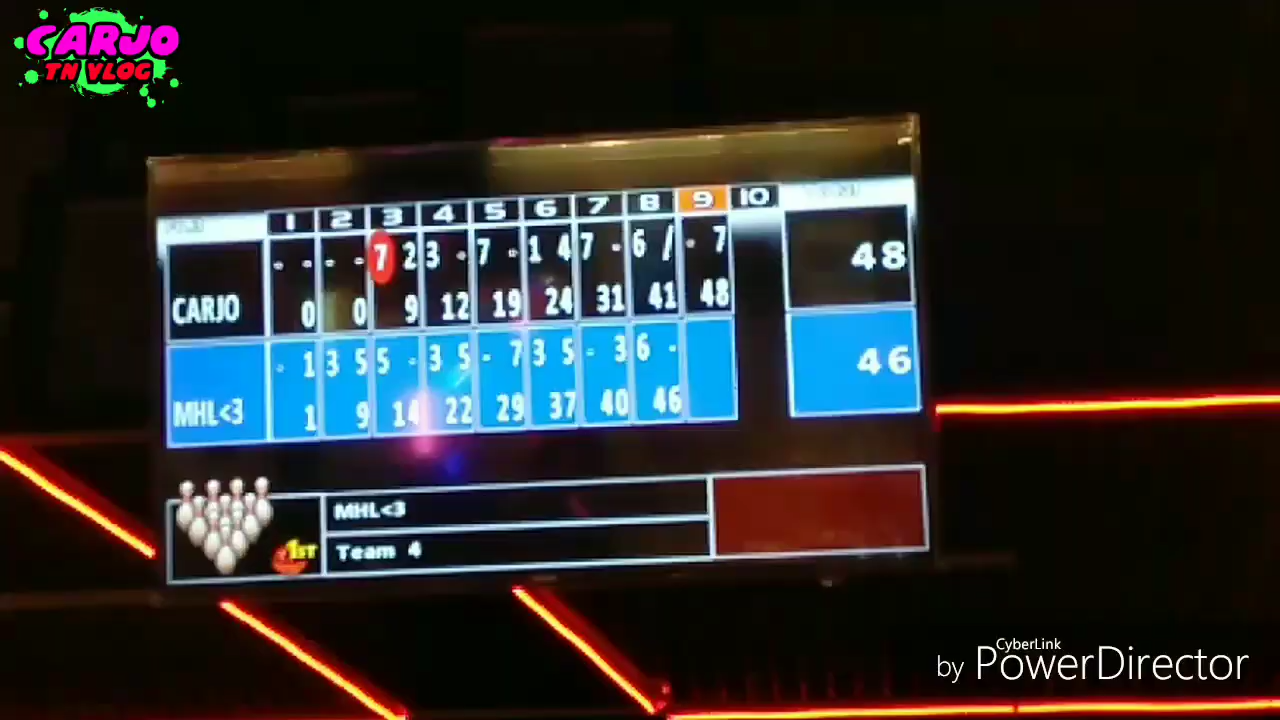 CARJO
TN VLOG
1 2 3 4 5 6 7 8 9 10
- - - - 7 2 3 - 7 - 1 4 7 - 6 / - 7
CARJO 0 0 9 12 19 24 31 41 48 48
- 1 3 5 5 - 3 5 - 7 3 5 - 3 6 -
MHL<3 1 9 14 22 29 37 40 46 46
MHL<3
1ST
Team 4
CyberLink
by PowerDirector